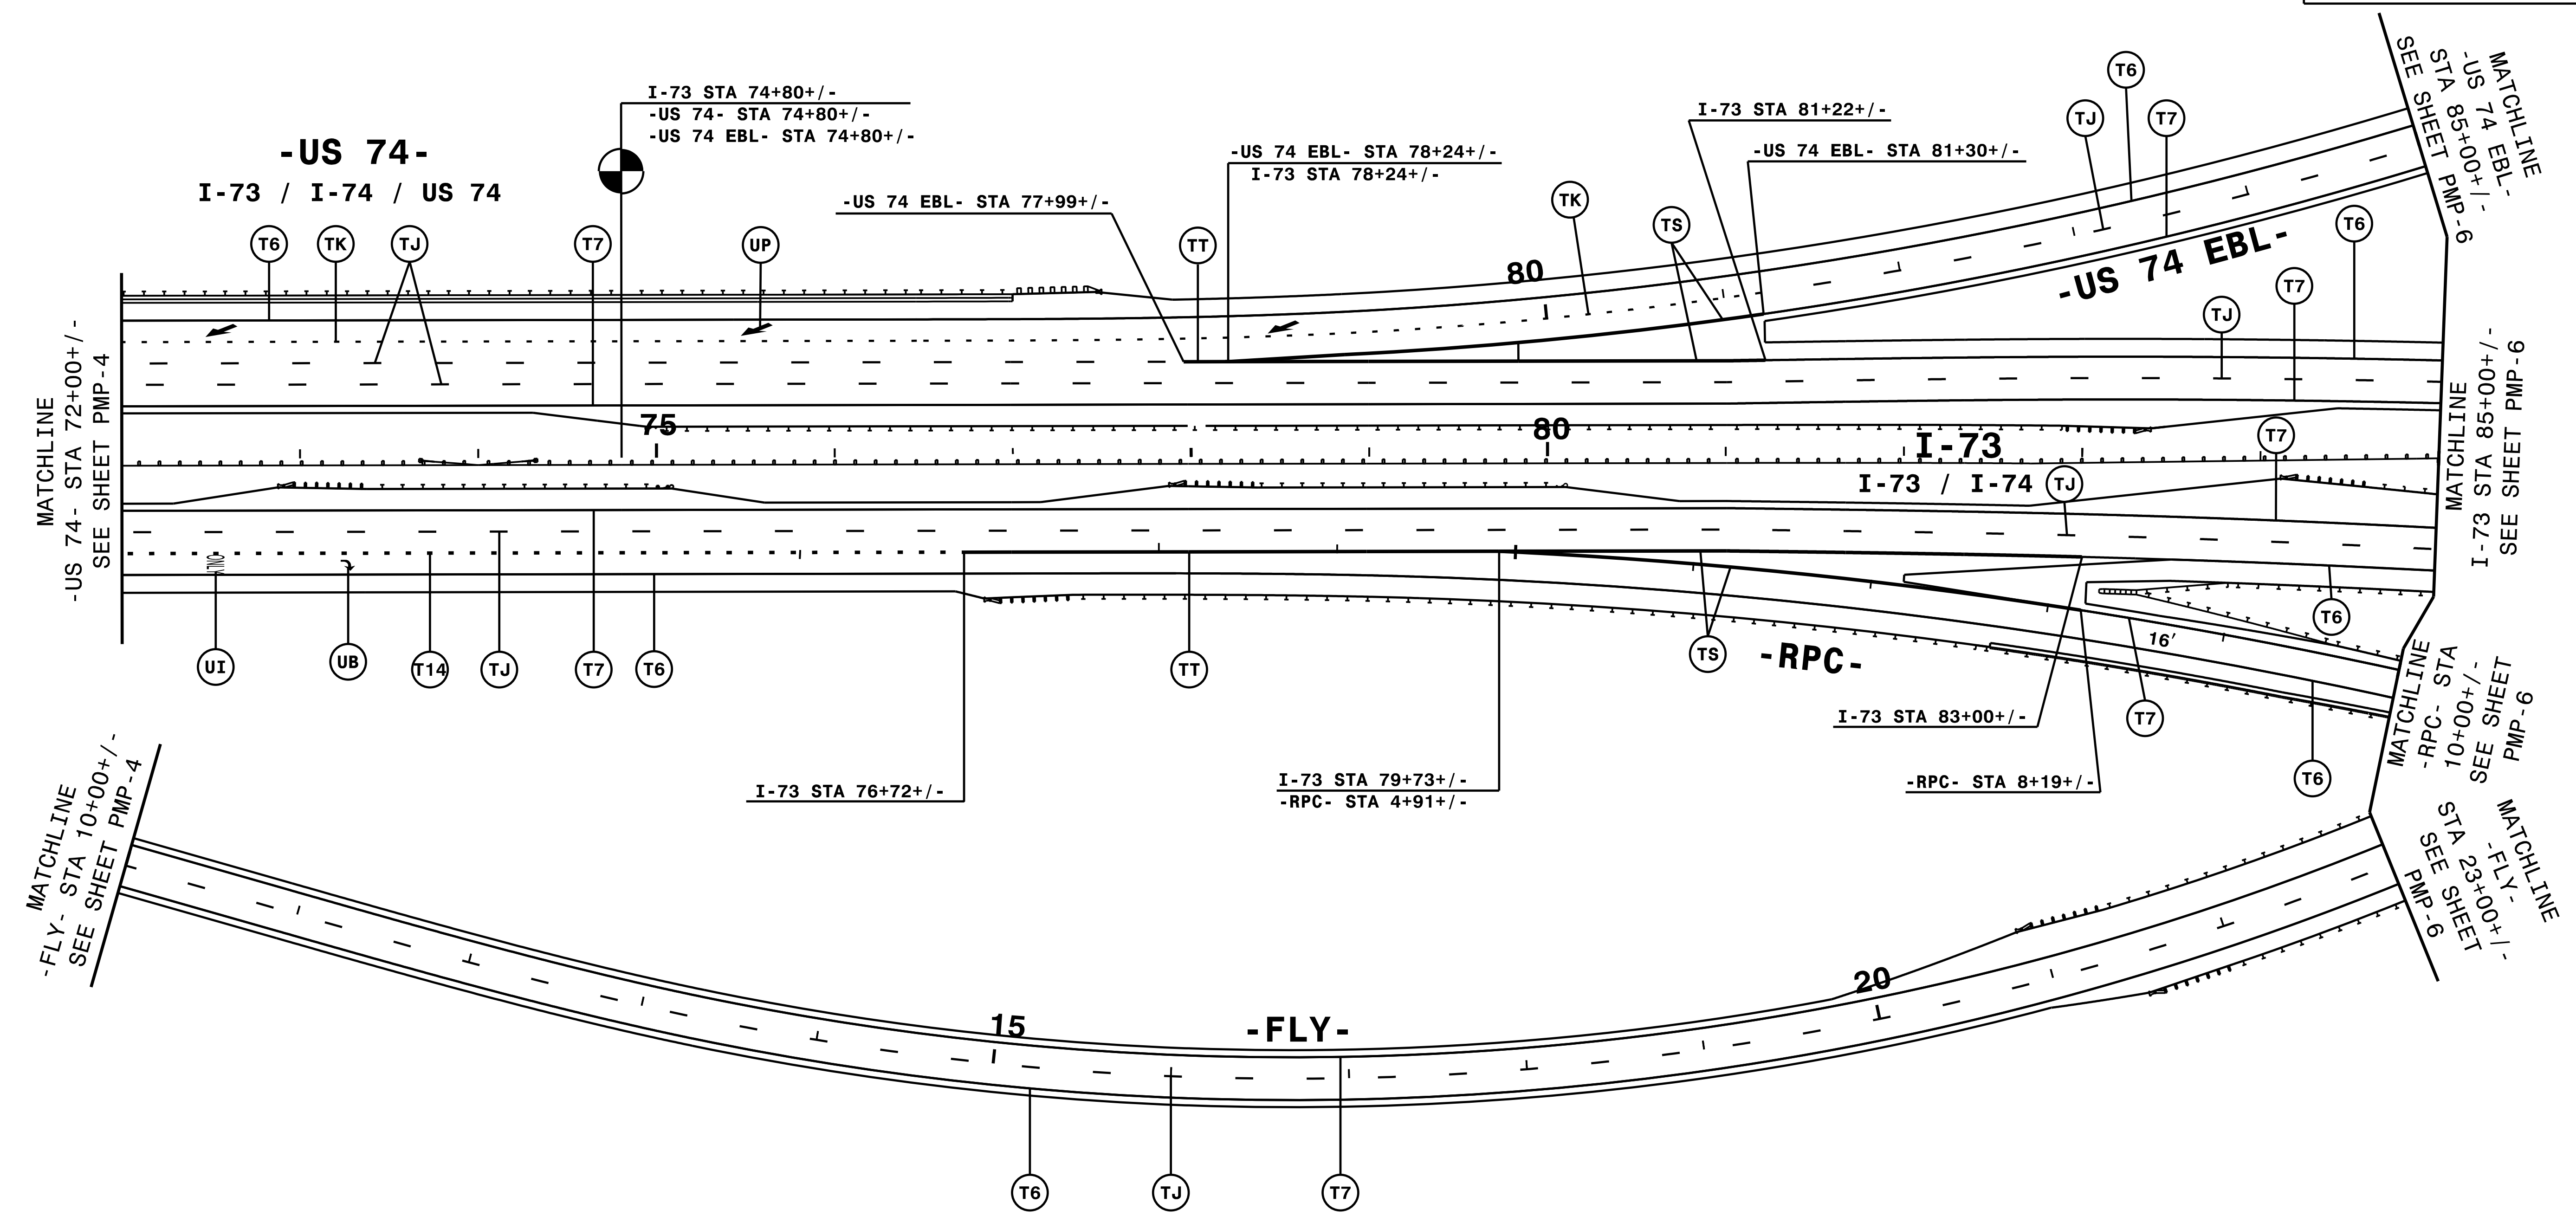 I-73 STA 74+80+/-
-US 74- STA 74+80+/-
-US 74 EBL- STA 74+80+/-
-US 74-
I-73 / I-74 / US 74
T6
TK
TJ
T7
UP
-US 74 EBL- STA 77+99+/-
TT
-US 74 EBL- STA 78+24+/-
I-73 STA 78+24+/-
I-73 STA 81+22+/-
-US 74 EBL- STA 81+30+/-
TK
TS
80
TJ
T6
T7
-US 74 EBL-
MATCHLINE
-US 74 EBL-
STA 85+00+/-
SEE SHEET PMP-6
T6
T7
TJ
MATCHLINE
-US 74- STA 72+00+/-
SEE SHEET PMP-4
75
80
I-73
I-73 / I-74
TJ
T7
MATCHLINE
I-73 STA 85+00+/-
SEE SHEET PMP-6
UI
UB
T14
TJ
T7
T6
TT
TS
-RPC-
16'
T6
T7
T6
I-73 STA 76+72+/-
I-73 STA 79+73+/-
-RPC- STA 4+91+/-
I-73 STA 83+00+/-
-RPC- STA 8+19+/-
MATCHLINE
-RPC- STA
10+00+/-
SEE SHEET
PMP-6
MATCHLINE
-FLY- STA 10+00+/-
SEE SHEET PMP-4
15
-FLY-
20
MATCHLINE
-FLY-
STA 23+00+/-
SEE SHEET
PMP-6
T6
TJ
T7